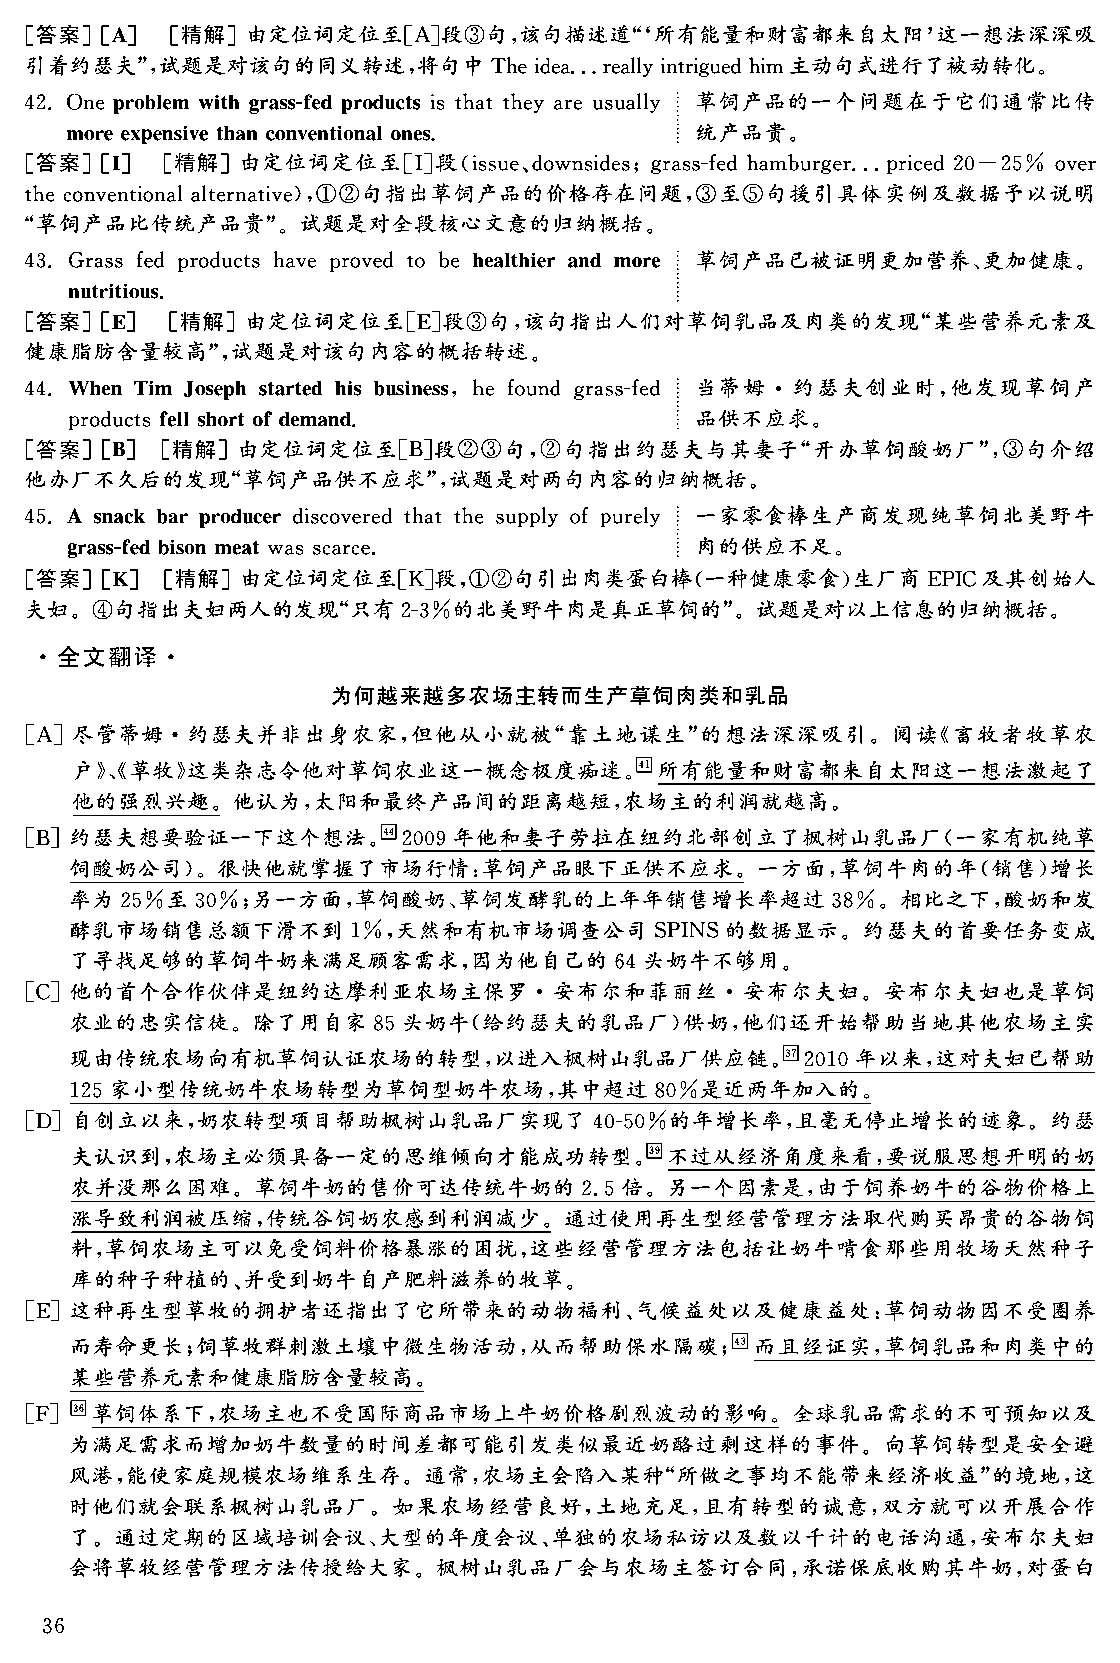 [答案][A] [精解] 由定位词定位至[A]段③句,该句描述道“‘所有能量和财富都来自太阳’这一想法深深吸
引着约瑟夫”,试题是对该句的同义转述,将句中 The idea...really intrigued him 主动句式进行了被动转化。
42. One problem with grass-fed products is that they are usually 草饲产品的一个问题在于它们通常比传
more expensive than conventional ones. 统产品贵。
[答案][I] [精解] 由定位词定位至[I]段(issue、downsides; grass-fed hamburger...priced 20—25% over
the conventional alternative),①②句指出草饲产品的价格存在问题,③至⑤句援引具体实例及数据予以说明
“草饲产品比传统产品贵”。试题是对全段核心文意的归纳概括。
43. Grass fed products have proved to be healthier and more 草饲产品已被证明更加营养、更加健康。
nutritious.
[答案][E] [精解] 由定位词定位至[E]段③句,该句指出人们对草饲乳品及肉类的发现“某些营养元素及
健康脂肪含量较高”,试题是对该句内容的概括转述。
44. When Tim Joseph started his business, he found grass-fed 当蒂姆·约瑟夫创业时,他发现草饲产
products fell short of demand. 品供不应求。
[答案][B] [精解] 由定位词定位至[B]段②③句,②句指出约瑟夫与其妻子“开办草饲酸奶厂”,③句介绍
他办厂不久后的发现“草饲产品供不应求”,试题是对两句内容的归纳概括。
45. A snack bar producer discovered that the supply of purely 一家零食棒生产商发现纯草饲北美野牛
grass-fed bison meat was scarce. 肉的供应不足。
[答案][K] [精解] 由定位词定位至[K]段,①②句引出肉类蛋白棒(一种健康零食)生厂商 EPIC 及其创始人
夫妇。④句指出夫妇两人的发现“只有 2-3%的北美野牛肉是真正草饲的”。试题是对以上信息的归纳概括。
·全文翻译·
为何越来越多农场主转而生产草饲肉类和乳品
[A] 尽管蒂姆·约瑟夫并非出身农家,但他从小就被“靠土地谋生”的想法深深吸引。阅读《畜牧者牧草农
户》、《草牧》这类杂志令他对草饲农业这一概念极度痴迷。[41]所有能量和财富都来自太阳这一想法激起了
他的强烈兴趣。他认为,太阳和最终产品间的距离越短,农场主的利润就越高。
[B] 约瑟夫想要验证一下这个想法。[44]2009 年他和妻子劳拉在纽约北部创立了枫树山乳品厂(一家有机纯草
饲酸奶公司)。很快他就掌握了市场行情:草饲产品眼下正供不应求。一方面,草饲牛肉的年(销售)增长
率为 25%至 30%;另一方面,草饲酸奶、草饲发酵乳的上年年销售增长率超过 38%。相比之下,酸奶和发
酵乳市场销售总额下滑不到 1%,天然和有机市场调查公司 SPINS 的数据显示。约瑟夫的首要任务变成
了寻找足够的草饲牛奶来满足顾客需求,因为他自己的 64 头奶牛不够用。
[C] 他的首个合作伙伴是纽约达摩利亚农场主保罗·安布尔和菲丽丝·安布尔夫妇。安布尔夫妇也是草饲
农业的忠实信徒。除了用自家 85 头奶牛(给约瑟夫的乳品厂)供奶,他们还开始帮助当地其他农场主实
现由传统农场向有机草饲认证农场的转型,以进入枫树山乳品厂供应链。[37]2010 年以来,这对夫妇已帮助
125 家小型传统奶牛农场转型为草饲型奶牛农场,其中超过 80%是近两年加入的。
[D] 自创立以来,奶农转型项目帮助枫树山乳品厂实现了 40-50%的年增长率,且毫无停止增长的迹象。约瑟
夫认识到,农场主必须具备一定的思维倾向才能成功转型。[39]不过从经济角度来看,要说服思想开明的奶
农并没那么困难。草饲牛奶的售价可达传统牛奶的 2.5 倍。另一个因素是,由于饲养奶牛的谷物价格上
涨导致利润被压缩,传统谷饲奶农感到利润减少。通过使用再生型经营管理方法取代购买昂贵的谷物饲
料,草饲农场主可以免受饲料价格暴涨的困扰,这些经营管理方法包括让奶牛啃食那些用牧场天然种子
库的种子种植的、并受到奶牛自产肥料滋养的牧草。
[E] 这种再生型草牧的拥护者还指出了它所带来的动物福利、气候益处以及健康益处:草饲动物因不受圈养
而寿命更长;饲草牧群刺激土壤中微生物活动,从而帮助保水隔碳;[43]而且经证实,草饲乳品和肉类中的
某些营养元素和健康脂肪含量较高。
[F] [36]草饲体系下,农场主也不受国际商品市场上牛奶价格剧烈波动的影响。全球乳品需求的不可预知以及
为满足需求而增加奶牛数量的时间差都可能引发类似最近奶酪过剩这样的事件。向草饲转型是安全避
风港,能使家庭规模农场维系生存。通常,农场主会陷入某种“所做之事均不能带来经济收益”的境地,这
时他们就会联系枫树山乳品厂。如果农场经营良好,土地充足,且有转型的诚意,双方就可以开展合作
了。通过定期的区域培训会议、大型的年度会议、单独的农场私访以及数以千计的电话沟通,安布尔夫妇
会将草牧经营管理方法传授给大家。枫树山乳品厂会与农场主签订合同,承诺保底收购其牛奶,对蛋白
36